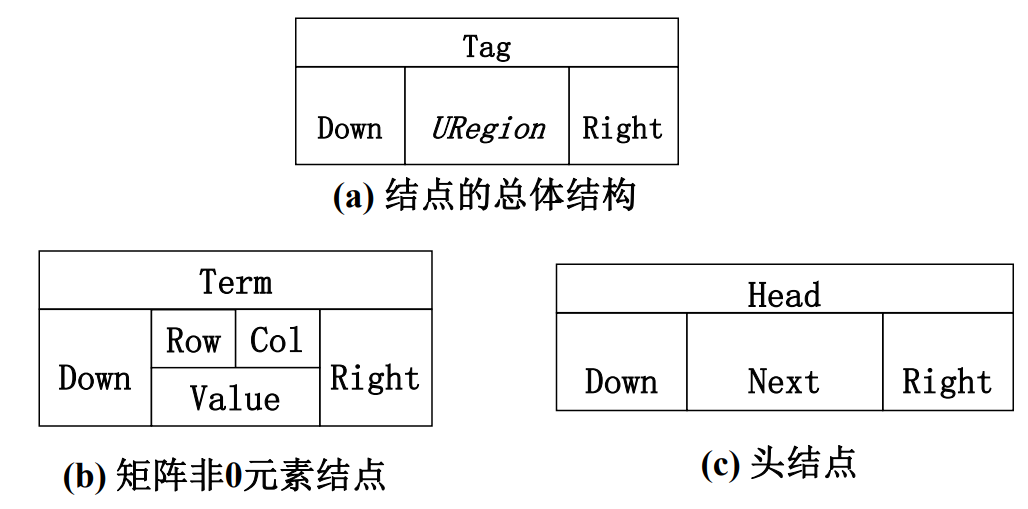 Tag
Down URegion Right
(a) 结点的总体结构
Term
Row Col
Down Right
Value
(b) 矩阵非0元素结点
Head
Down Next Right
(c) 头结点